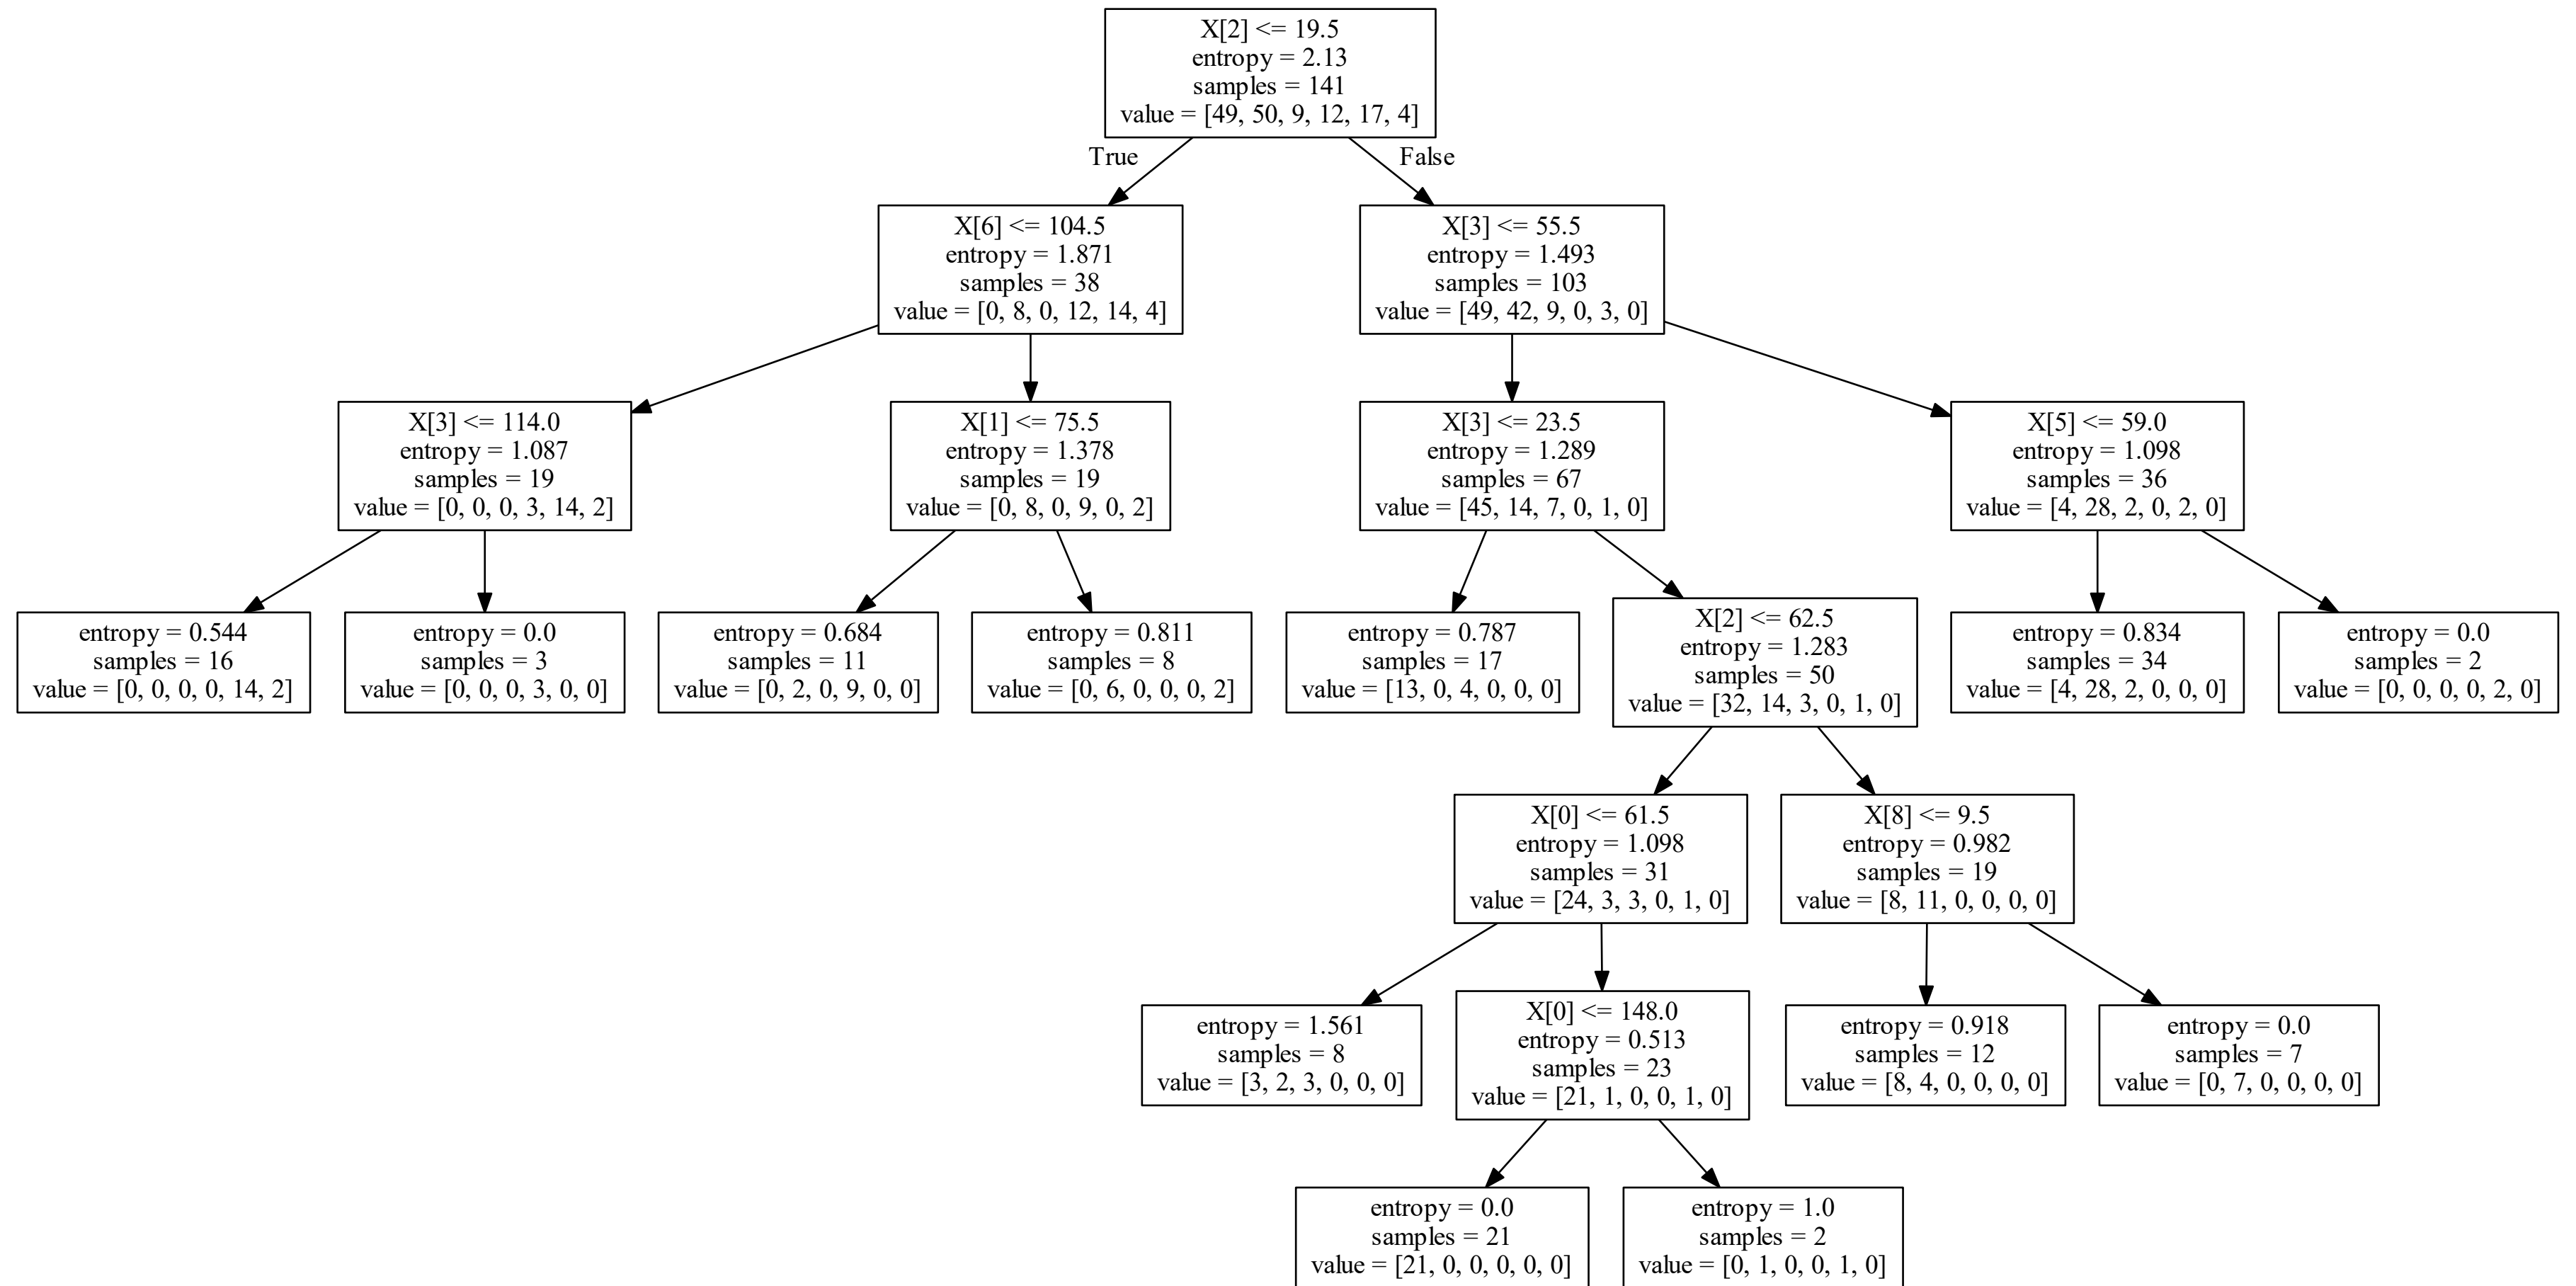 X[2] <= 19.5
entropy = 2.13
samples = 141
value = [49, 50, 9, 12, 17, 4]
True
False
X[6] <= 104.5
entropy = 1.871
samples = 38
value = [0, 8, 0, 12, 14, 4]
X[3] <= 55.5
entropy = 1.493
samples = 103
value = [49, 42, 9, 0, 3, 0]
X[3] <= 114.0
entropy = 1.087
samples = 19
value = [0, 0, 0, 3, 14, 2]
X[1] <= 75.5
entropy = 1.378
samples = 19
value = [0, 8, 0, 9, 0, 2]
X[3] <= 23.5
entropy = 1.289
samples = 67
value = [45, 14, 7, 0, 1, 0]
X[5] <= 59.0
entropy = 1.098
samples = 36
value = [4, 28, 2, 0, 2, 0]
entropy = 0.544
samples = 16
value = [0, 0, 0, 0, 14, 2]
entropy = 0.0
samples = 3
value = [0, 0, 0, 3, 0, 0]
entropy = 0.684
samples = 11
value = [0, 2, 0, 9, 0, 0]
entropy = 0.811
samples = 8
value = [0, 6, 0, 0, 0, 2]
entropy = 0.787
samples = 17
value = [13, 0, 4, 0, 0, 0]
X[2] <= 62.5
entropy = 1.283
samples = 50
value = [32, 14, 3, 0, 1, 0]
entropy = 0.834
samples = 34
value = [4, 28, 2, 0, 0, 0]
entropy = 0.0
samples = 2
value = [0, 0, 0, 0, 2, 0]
X[0] <= 61.5
entropy = 1.098
samples = 31
value = [24, 3, 3, 0, 1, 0]
X[8] <= 9.5
entropy = 0.982
samples = 19
value = [8, 11, 0, 0, 0, 0]
entropy = 1.561
samples = 8
value = [3, 2, 3, 0, 0, 0]
X[0] <= 148.0
entropy = 0.513
samples = 23
value = [21, 1, 0, 0, 1, 0]
entropy = 0.918
samples = 12
value = [8, 4, 0, 0, 0, 0]
entropy = 0.0
samples = 7
value = [0, 7, 0, 0, 0, 0]
entropy = 0.0
samples = 21
value = [21, 0, 0, 0, 0, 0]
entropy = 1.0
samples = 2
value = [0, 1, 0, 0, 1, 0]